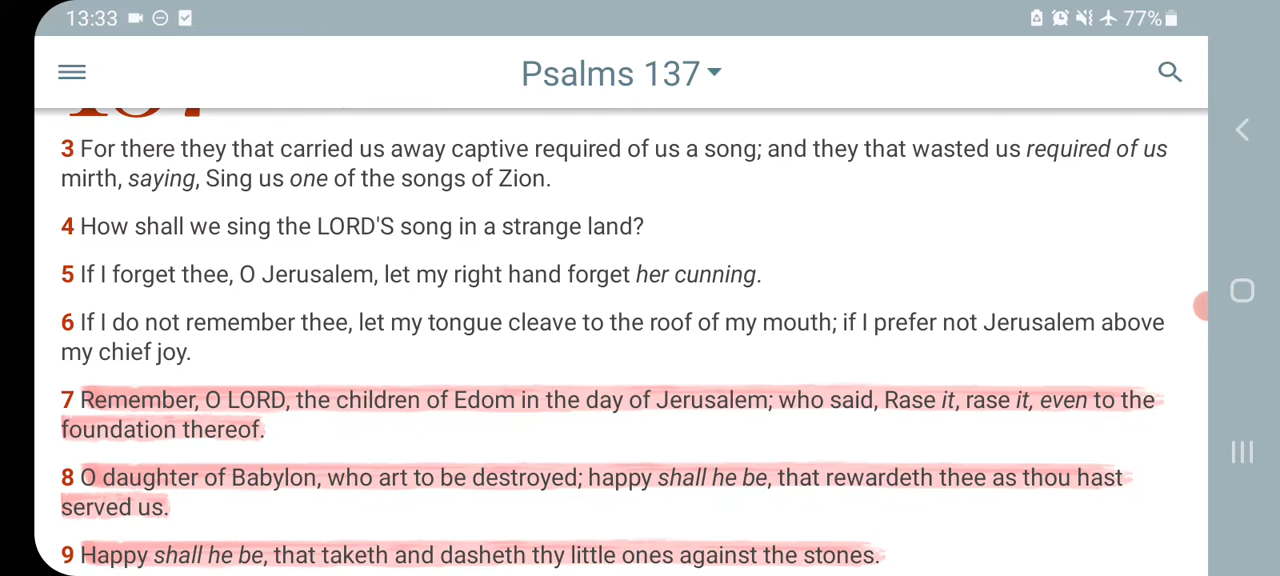 13:33 77%
Psalms 137
3 For there they that carried us away captive required of us a song; and they that wasted us required of us
mirth, saying, Sing us one of the songs of Zion.
4 How shall we sing the LORD'S song in a strange land?
5 If I forget thee, O Jerusalem, let my right hand forget her cunning.
6 If I do not remember thee, let my tongue cleave to the roof of my mouth; if I prefer not Jerusalem above
my chief joy.
7 Remember, O LORD, the children of Edom in the day of Jerusalem; who said, Rase it, rase it, even to the
foundation thereof.
8 O daughter of Babylon, who art to be destroyed; happy shall he be, that rewardeth thee as thou hast
served us.
9 Happy shall he be, that taketh and dasheth thy little ones against the stones.